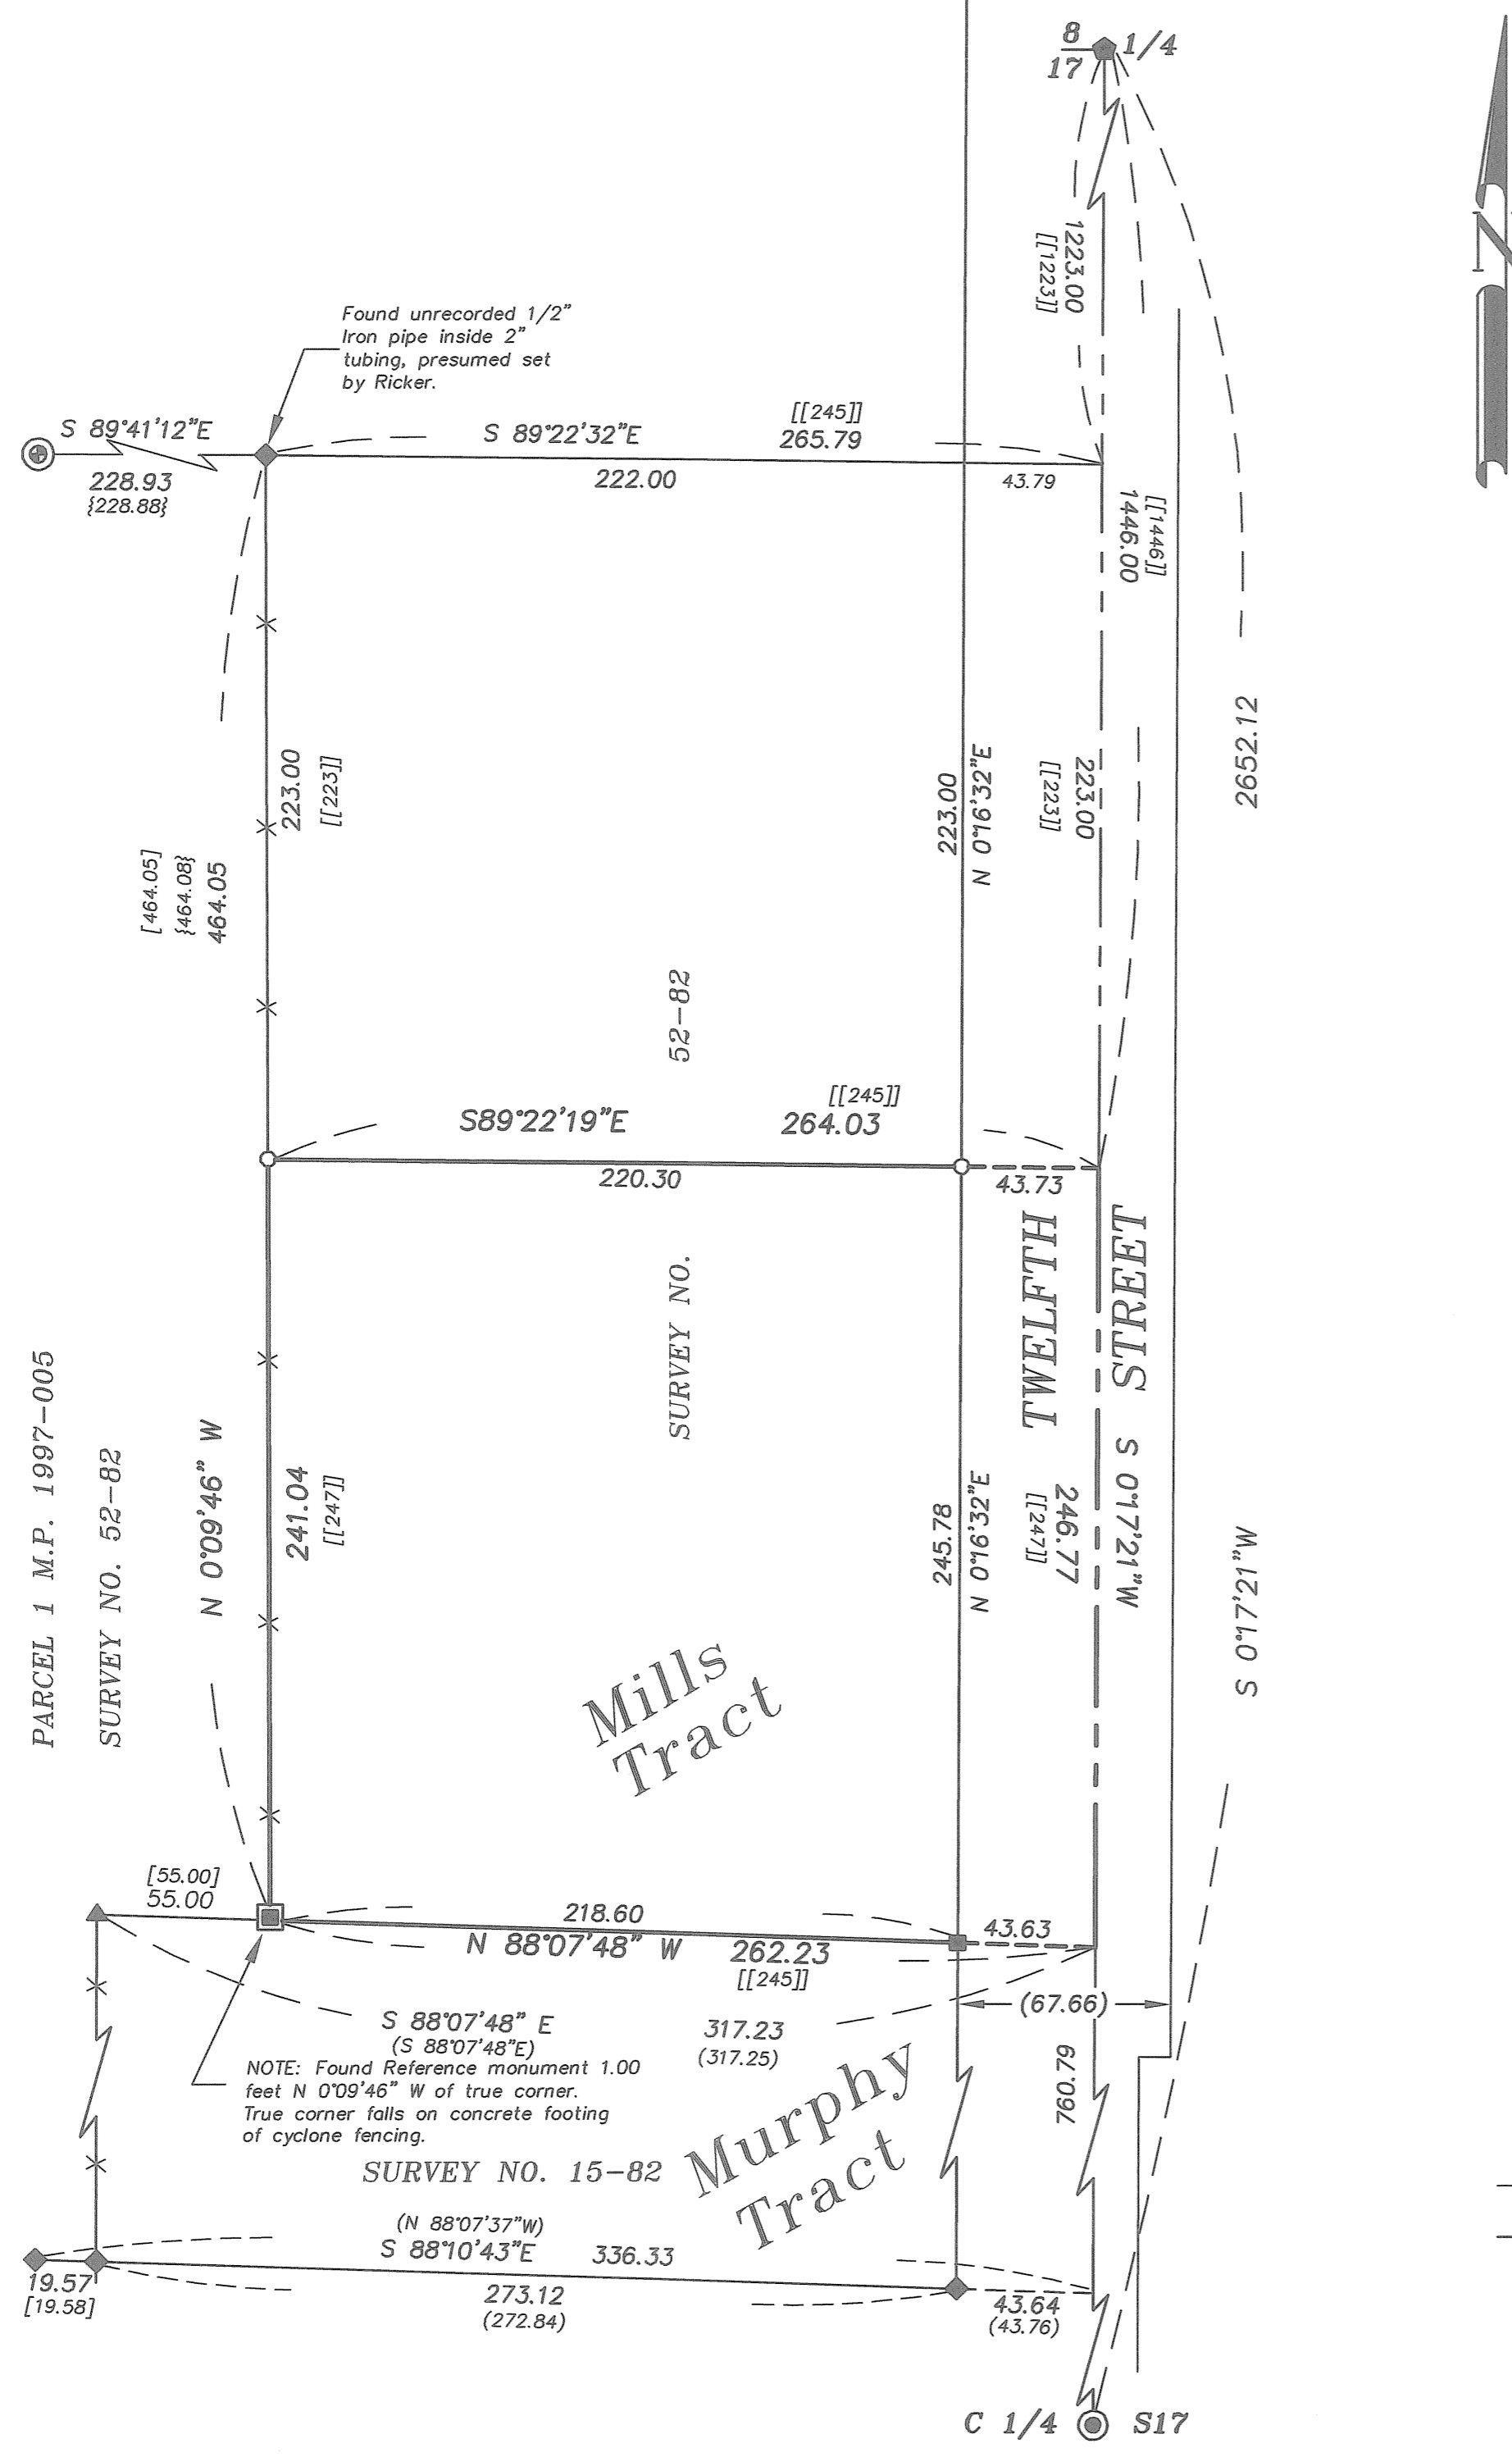 8
17
1/4
N
1223.00
[[1223]]
Found unrecorded 1/2"
Iron pipe inside 2"
tubing, presumed set
by Ricker.
S 89°41'12"E
228.93
{228.88}
S 89°22'32"E
[[245]]
265.79
222.00
43.79
[[1446]]
1446.00
2652.12
223.00
[[223]]
223.00
N 0°16'32"E
223.00
[[223]]
[464.05]
{464.08}
464.05
52-82
S89°22'19"E
[[245]]
264.03
220.30
43.73
SURVEY NO.
TWELFTH
STREET
PARCEL 1 M.P. 1997-005
SURVEY NO. 52-82
N 0°09'46" W
241.04
[[247]]
245.78
N 0°16'32"E
246.77
[[247]]
S 0°17'21"W
S 0°17'21"W
Mills
Tract
[55.00]
55.00
218.60
43.63
N 88°07'48" W
262.23
[[245]]
(67.66)
S 88°07'48" E
(S 88°07'48"E)
317.23
(317.25)
760.79
NOTE: Found Reference monument 1.00
feet N 0°09'46" W of true corner.
True corner falls on concrete footing
of cyclone fencing.
Murphy
Tract
SURVEY NO. 15-82
(N 88°07'37"W)
S 88°10'43"E
336.33
19.57
[19.58]
273.12
(272.84)
43.64
(43.76)
C 1/4
S17